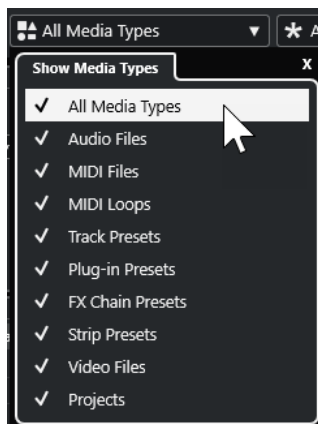 All Media Types
A
Show Media Types
X
All Media Types
Audio Files
MIDI Files
MIDI Loops
Track Presets
Plug-in Presets
FX Chain Presets
Strip Presets
Video Files
Projects